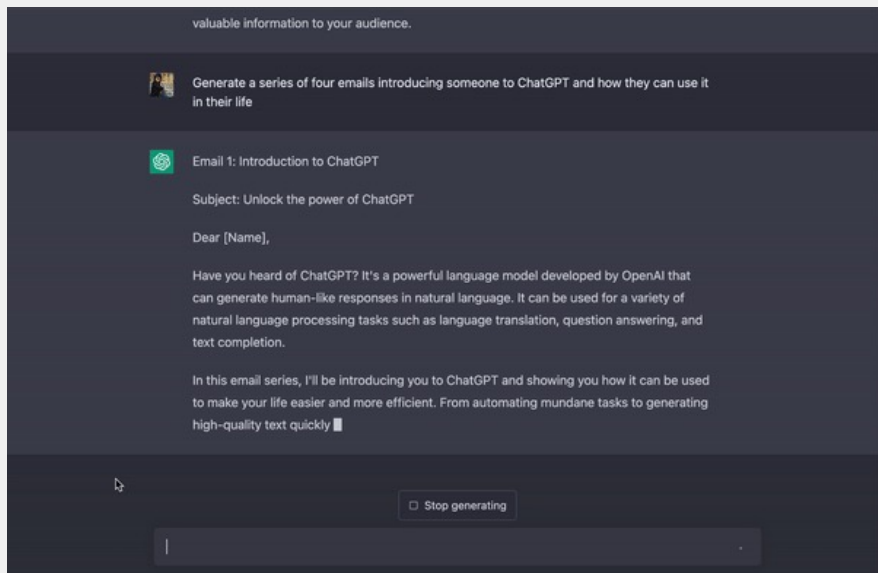 valuable information to your audience.
Generate a series of four emails introducing someone to ChatGPT and how they can use it
in their life
Email 1: Introduction to ChatGPT
Subject: Unlock the power of ChatGPT
Dear [Name],
Have you heard of ChatGPT? It's a powerful language model developed by OpenAI that
can generate human-like responses in natural language. It can be used for a variety of
natural language processing tasks such as language translation, question answering, and
text completion.
In this email series, I'll be introducing you to ChatGPT and showing you how it can be used
to make your life easier and more efficient. From automating mundane tasks to generating
high-quality text quickly
Stop generating